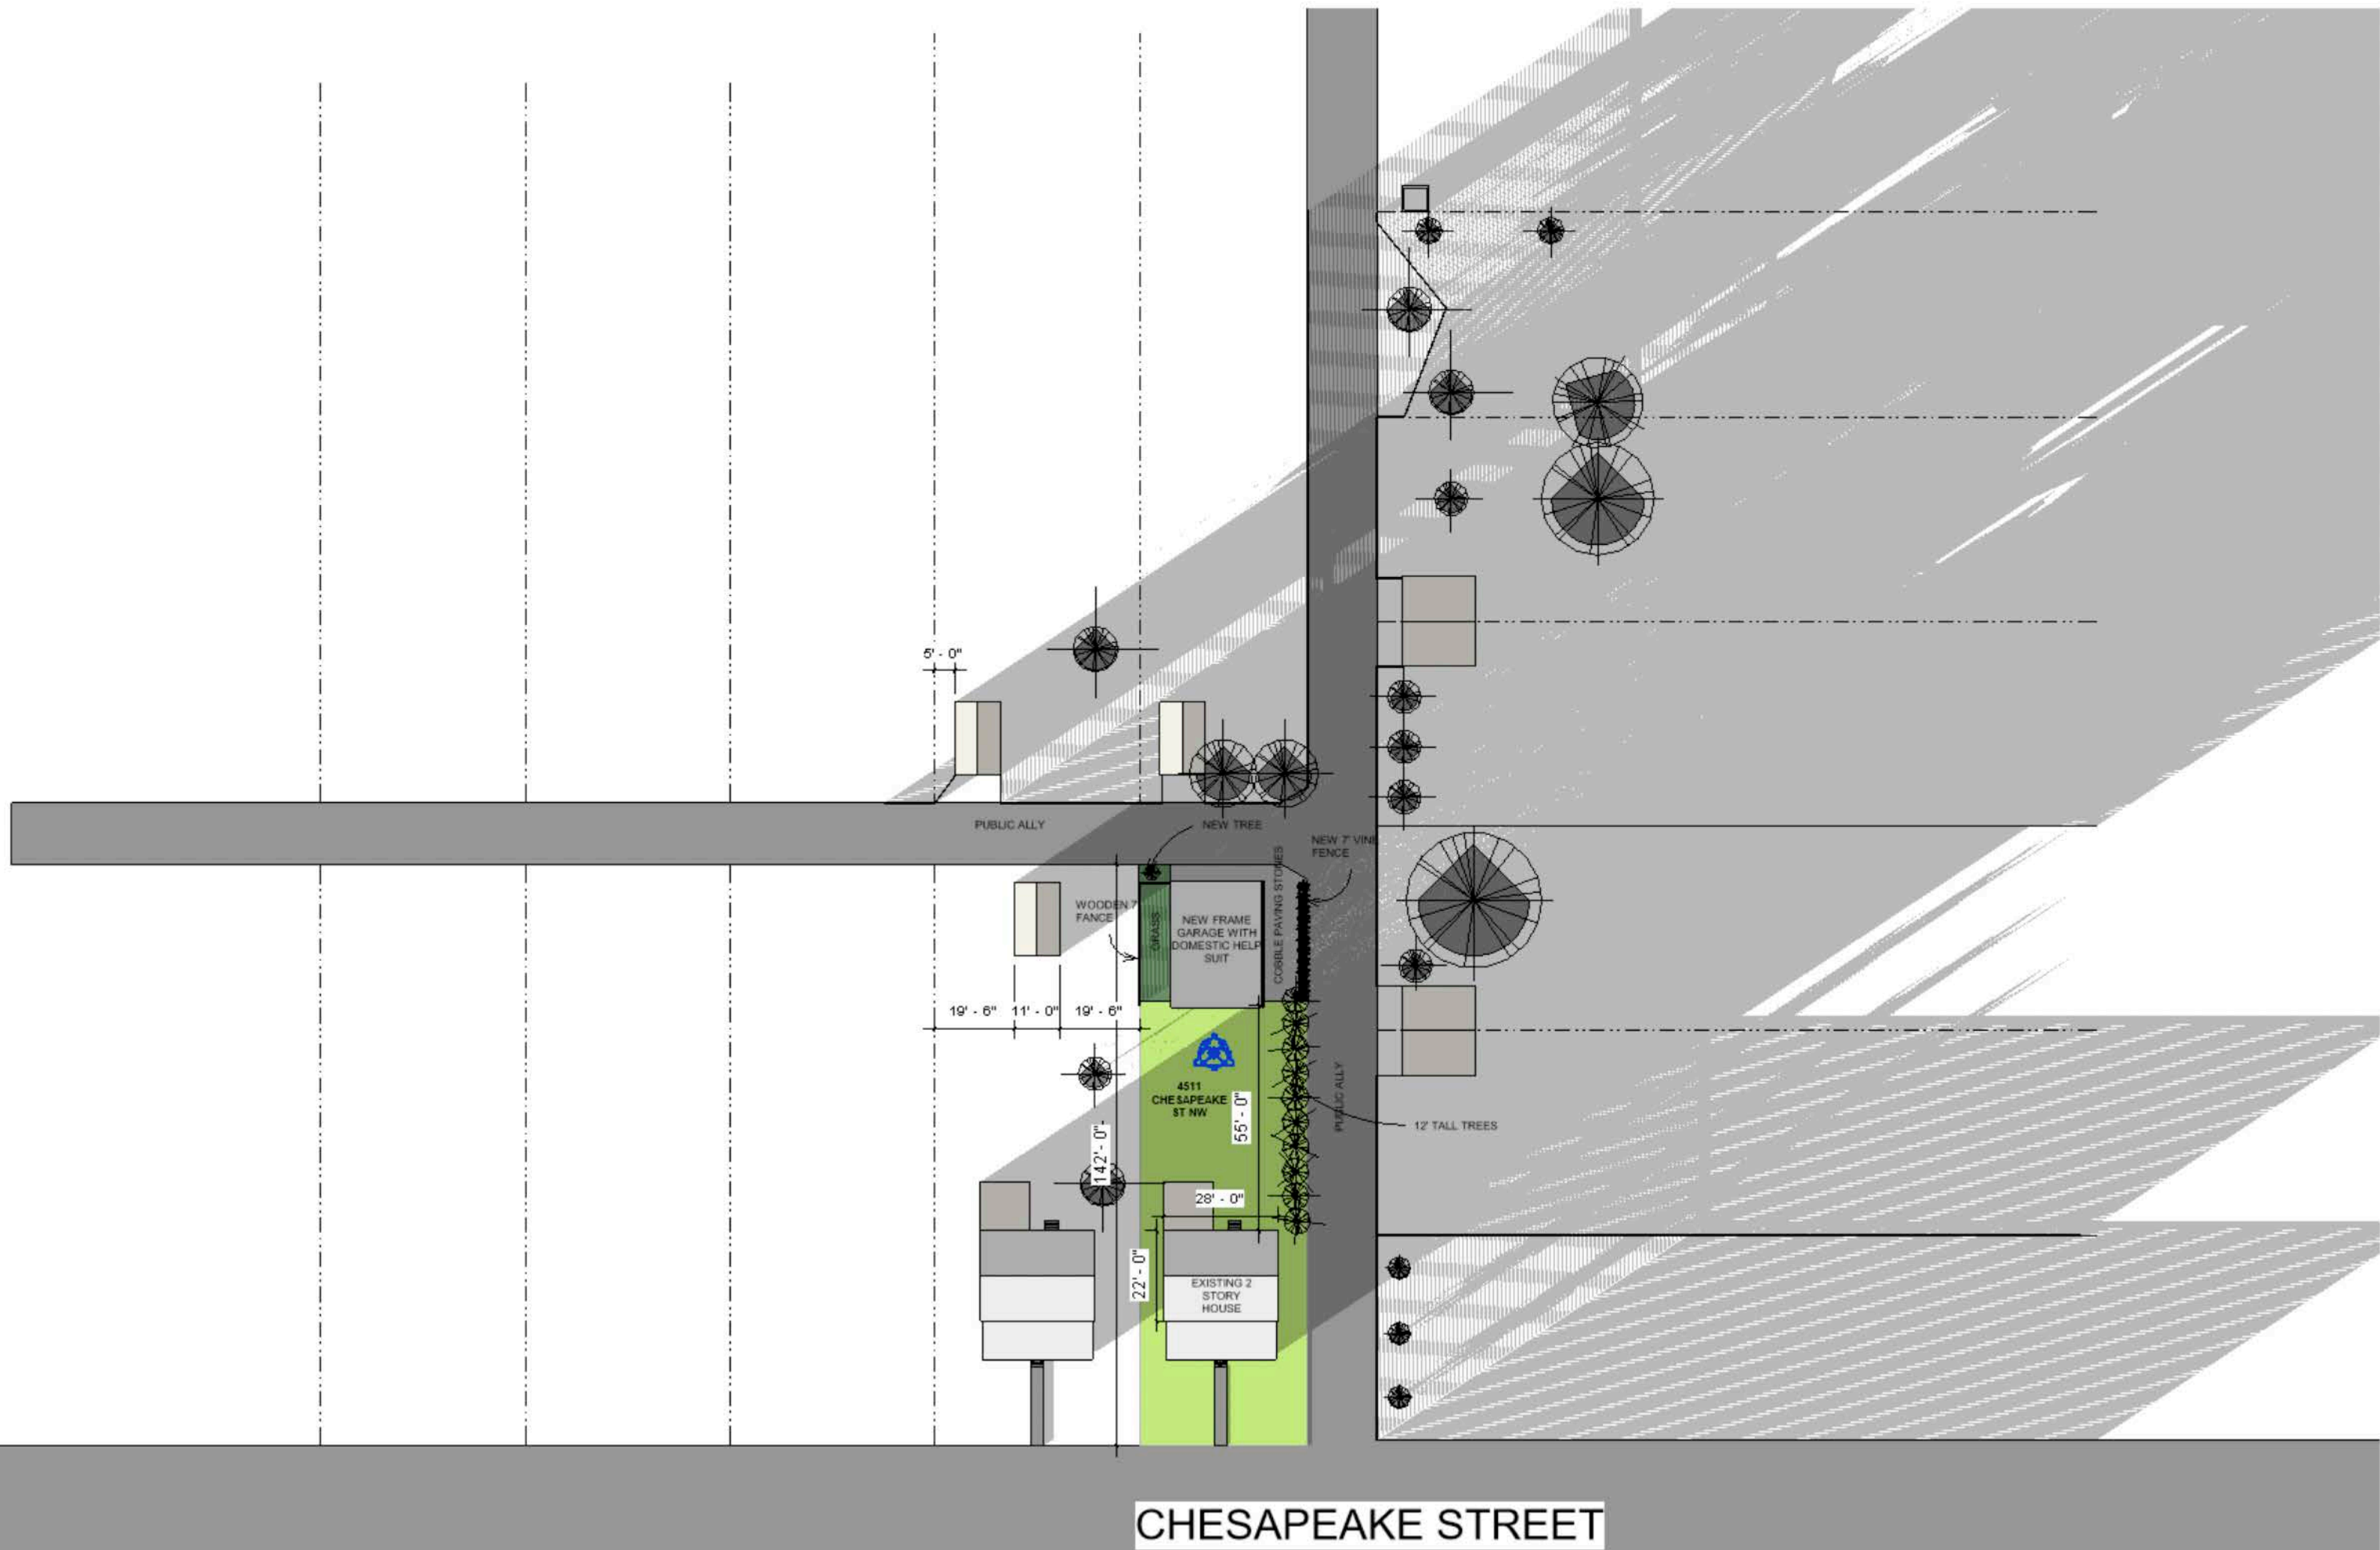 5' - 0"
PUBLIC ALLY
NEW TREE
NEW 7' VINE
FENCE
COBBLE PAVING STONES
WOODEN 7'
FANCE
GRASS
NEW FRAME
GARAGE WITH
DOMESTIC HELP
SUIT
19' - 6"
11' - 0"
19' - 6"
4511
CHESAPEAKE
ST NW
55' - 0"
PUBLIC ALLY
12' TALL TREES
142' - 0"
28' - 0"
22' - 0"
EXISTING 2
STORY
HOUSE
CHESAPEAKE STREET